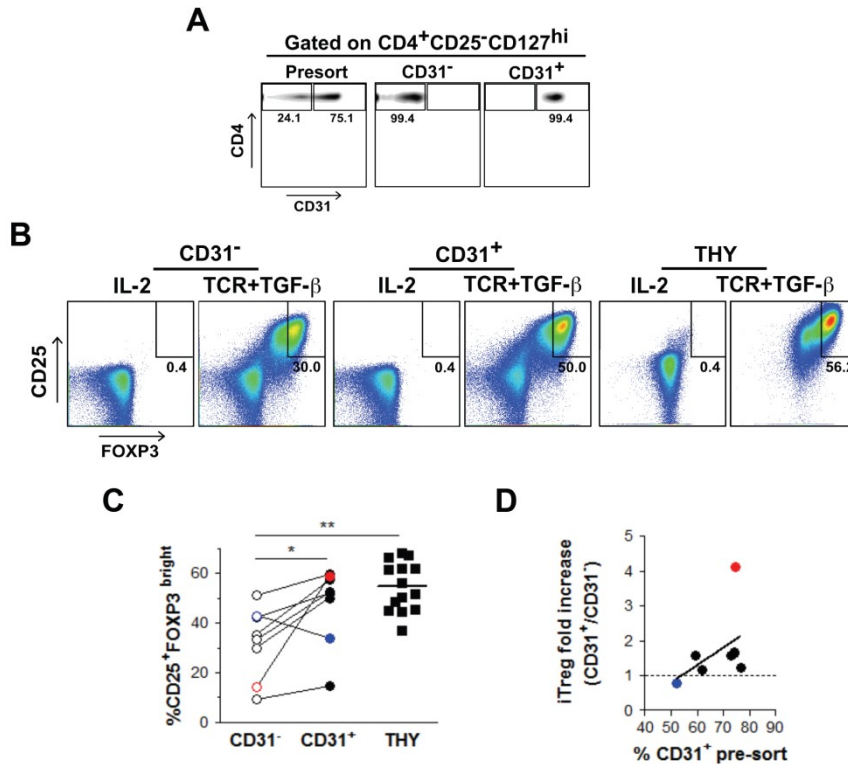 A
Gated on CD4+CD25-CD127hi
Presort CD31- CD31+
24.1 75.1 99.4 99.4
CD4
CD31
B
CD31- CD31+ THY
IL-2 TCR+TGF-β IL-2 TCR+TGF-β IL-2 TCR+TGF-β
0.4 30.0 0.4 50.0 0.4
CD25
FOXP3
C
** 
*
%CD25+FOXP3bright
60
40
20
0
CD31- CD31+ THY
D
iTreg fold increase
(CD31+/CD31-)
5
4
3
2
1
0
40 50 60 70 80 90
% CD31+ pre-sort